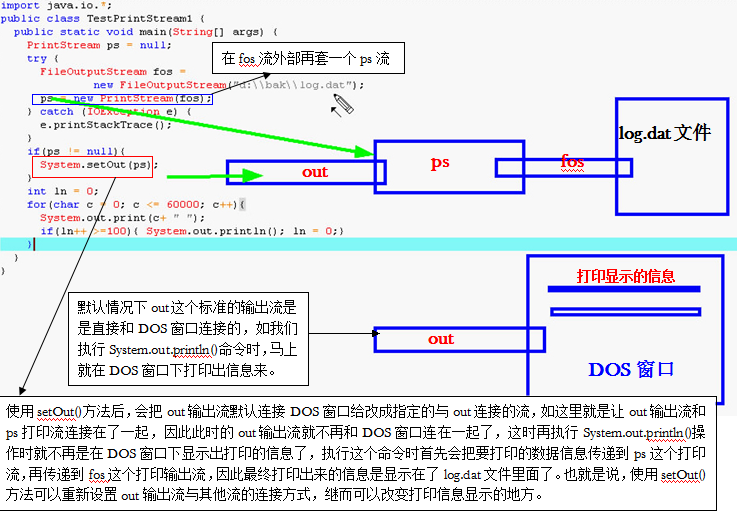 import java.io.*;
public class TestPrintStream1 {
public static void main(String[] args) {
PrintStream ps = null;
try {
FileOutputStream fos =
new FileOutputStream("d:\\bak\\log.dat");
ps = new PrintStream(fos);
} catch (IOException e) {
e.printStackTrace();
}
if(ps != null){
System.setOut(ps);
}
int ln = 0;
for(char c = 0; c <= 60000; c++){
System.out.print(c+ " ");
if(ln++ >=100){ System.out.println(); ln = 0;}
}
}
}
在 fos 流外部再套一个 ps 流
out
ps
fos
log.dat 文件
打印显示的信息
out
DOS 窗口
默认情况下 out 这个标准的输出流是
是直接和 DOS 窗口连接的，如我们
执行 System.out.println()命令时，马上
就在 DOS 窗口下打印出信息来。
使用 setOut()方法后，会把 out 输出流默认连接 DOS 窗口给改成指定的与 out 连接的流，如这里就是让 out 输出流和
ps 打印流连接在了一起，因此此时的 out 输出流就不再和 DOS 窗口连在一起了，这时再执行 System.out.println()操
作时就不再是在 DOS 窗口下显示出打印的信息了，执行这个命令时首先会把要打印的数据信息传递到 ps 这个打印
流，再传递到 fos 这个打印输出流，因此最终打印出来的信息是显示在了 log.dat 文件里面了。也就是说，使用 setOut()
方法可以重新设置 out 输出流与其他流的连接方式，继而可以改变打印信息显示的地方。